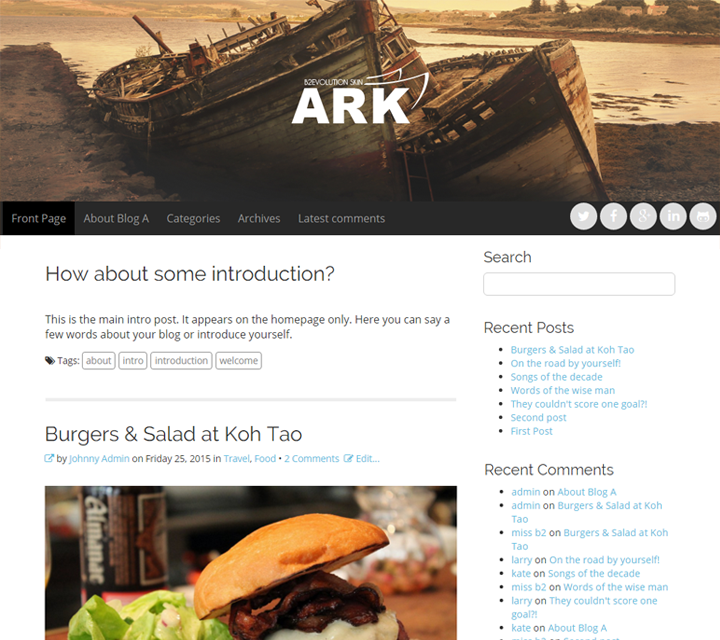 B2EVOLUTION SKIN
ARK
Front Page About Blog A Categories Archives Latest comments
How about some introduction?
This is the main intro post. It appears on the homepage only. Here you can say a
few words about your blog or introduce yourself.
Tags: about intro introduction welcome
Burgers & Salad at Koh Tao
by Johnny Admin on Friday 25, 2015 in Travel, Food • 2 Comments Edit...
Almanac
Search
Recent Posts
Burgers & Salad at Koh Tao
On the road by yourself!
Songs of the decade
Words of the wise man
They couldn't score one goal?!
Second post
First Post
Recent Comments
admin on About Blog A
admin on Burgers & Salad at Koh
Tao
miss b2 on Burgers & Salad at Koh
Tao
larry on On the road by yourself!
kate on Songs of the decade
miss b2 on Words of the wise man
larry on They couldn't score one
goal?!
kate on About Blog A
miss b2 on Second post